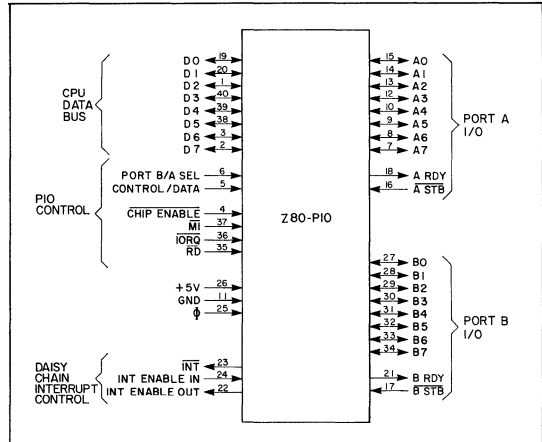 CPU
DATA
BUS
D0 19
D1 20
D2 1
D3 40
D4 39
D5 38
D6 3
D7 2
PIO
CONTROL
PORT B/A SEL 6
CONTROL/DATA 5
CHIP ENABLE 4
M1 37
IORQ 36
RD 35
+5V 26
GND 11
Φ 25
DAISY
CHAIN
INTERRUPT
CONTROL
INT 23
INT ENABLE IN 24
INT ENABLE OUT 22
Z80-PIO
15 A0
14 A1
13 A2
12 A3
10 A4
9 A5
8 A6
7 A7
PORT A
I/O
18 A RDY
16 A STB
27 B0
28 B1
29 B2
30 B3
31 B4
32 B5
33 B6
34 B7
PORT B
I/O
21 B RDY
17 B STB